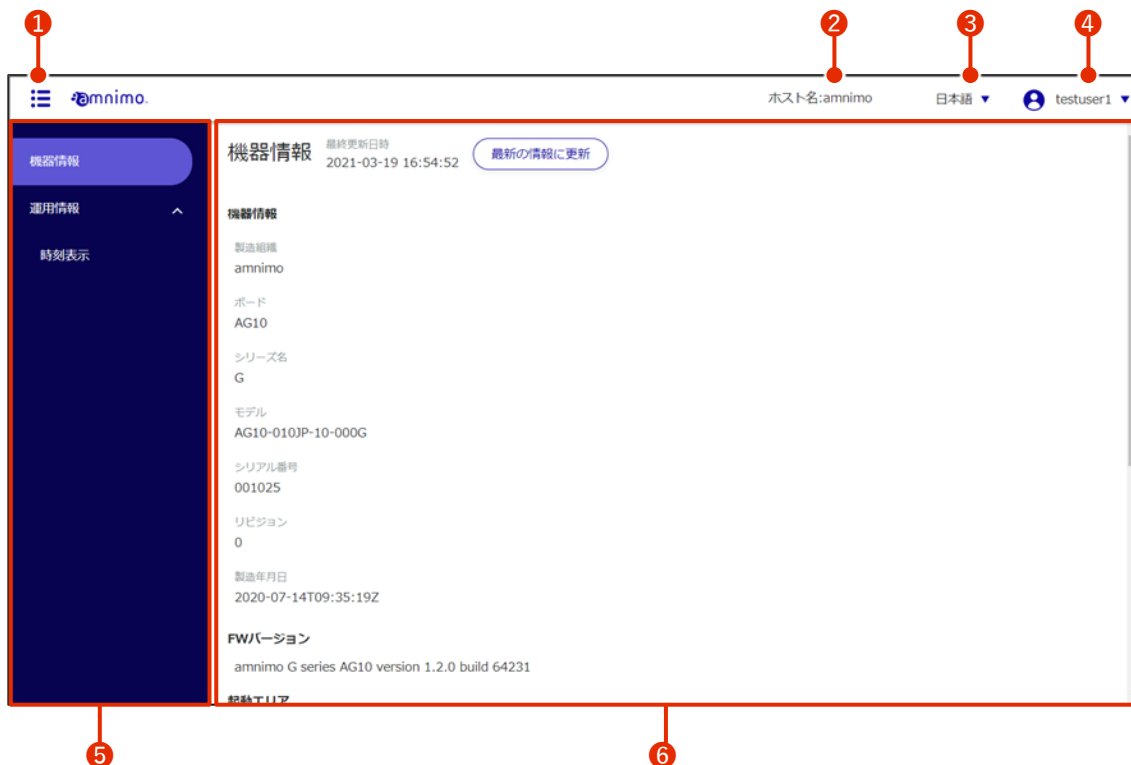 1
2
3
4
amnimo.
ホスト名:amnimo
日本語 ▼
testuser1 ▼
機器情報
運用情報
時刻表示
機器情報
最終更新日時
2021-03-19 16:54:52
最新の情報に更新
機器情報
製造組織
amnimo
ボード
AG10
シリーズ名
G
モデル
AG10-010JP-10-000G
シリアル番号
001025
リビジョン
0
製造年月日
2020-07-14T09:35:19Z
FWバージョン
amnimo G series AG10 version 1.2.0 build 64231
起動エリア
5
6